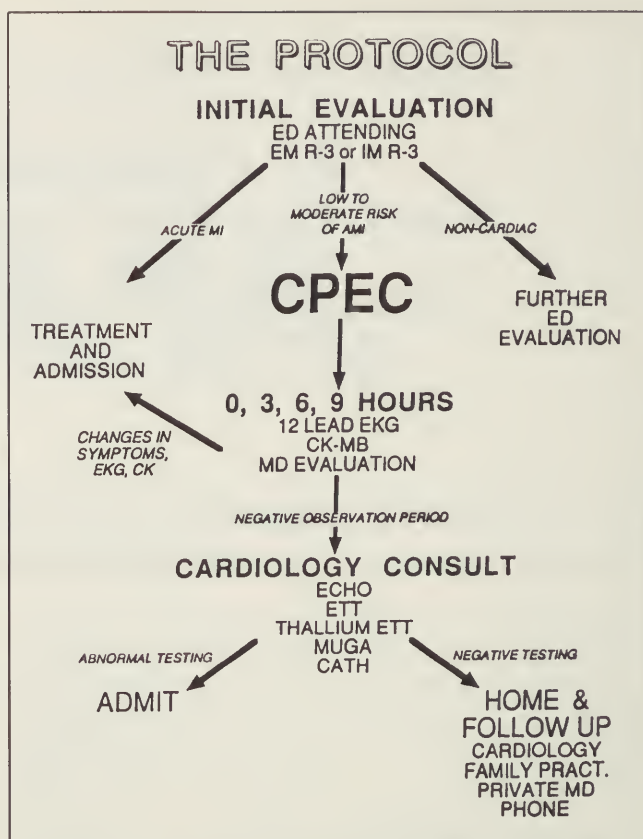 THE PROTOCOL
INITIAL EVALUATION
ED ATTENDING
EM R-3 or IM R-3
ACUTE MI
LOW TO
MODERATE RISK
OF AMI
NON-CARDIAC
CPEC
TREATMENT
AND
ADMISSION
FURTHER
ED
EVALUATION
0, 3, 6, 9 HOURS
12 LEAD EKG
CK-MB
MD EVALUATION
CHANGES IN
SYMPTOMS,
EKG, CK
NEGATIVE OBSERVATION PERIOD
CARDIOLOGY CONSULT
ECHO
ETT
THALLIUM ETT
MUGA
CATH
ABNORMAL TESTING
NEGATIVE TESTING
ADMIT
HOME &
FOLLOW UP
CARDIOLOGY
FAMILY PRACT.
PRIVATE MD
PHONE